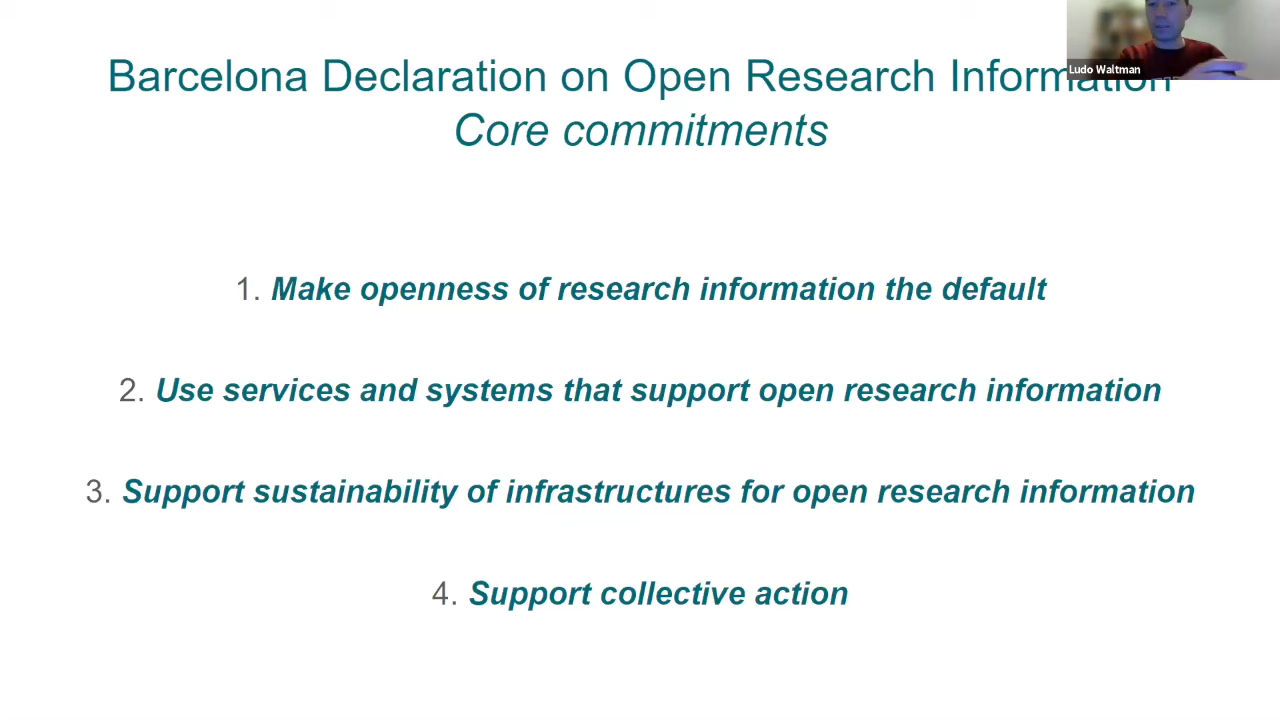 Barcelona Declaration on Open Research Information
Core commitments
Ludo Waltman
1. Make openness of research information the default
2. Use services and systems that support open research information
3. Support sustainability of infrastructures for open research information
4. Support collective action